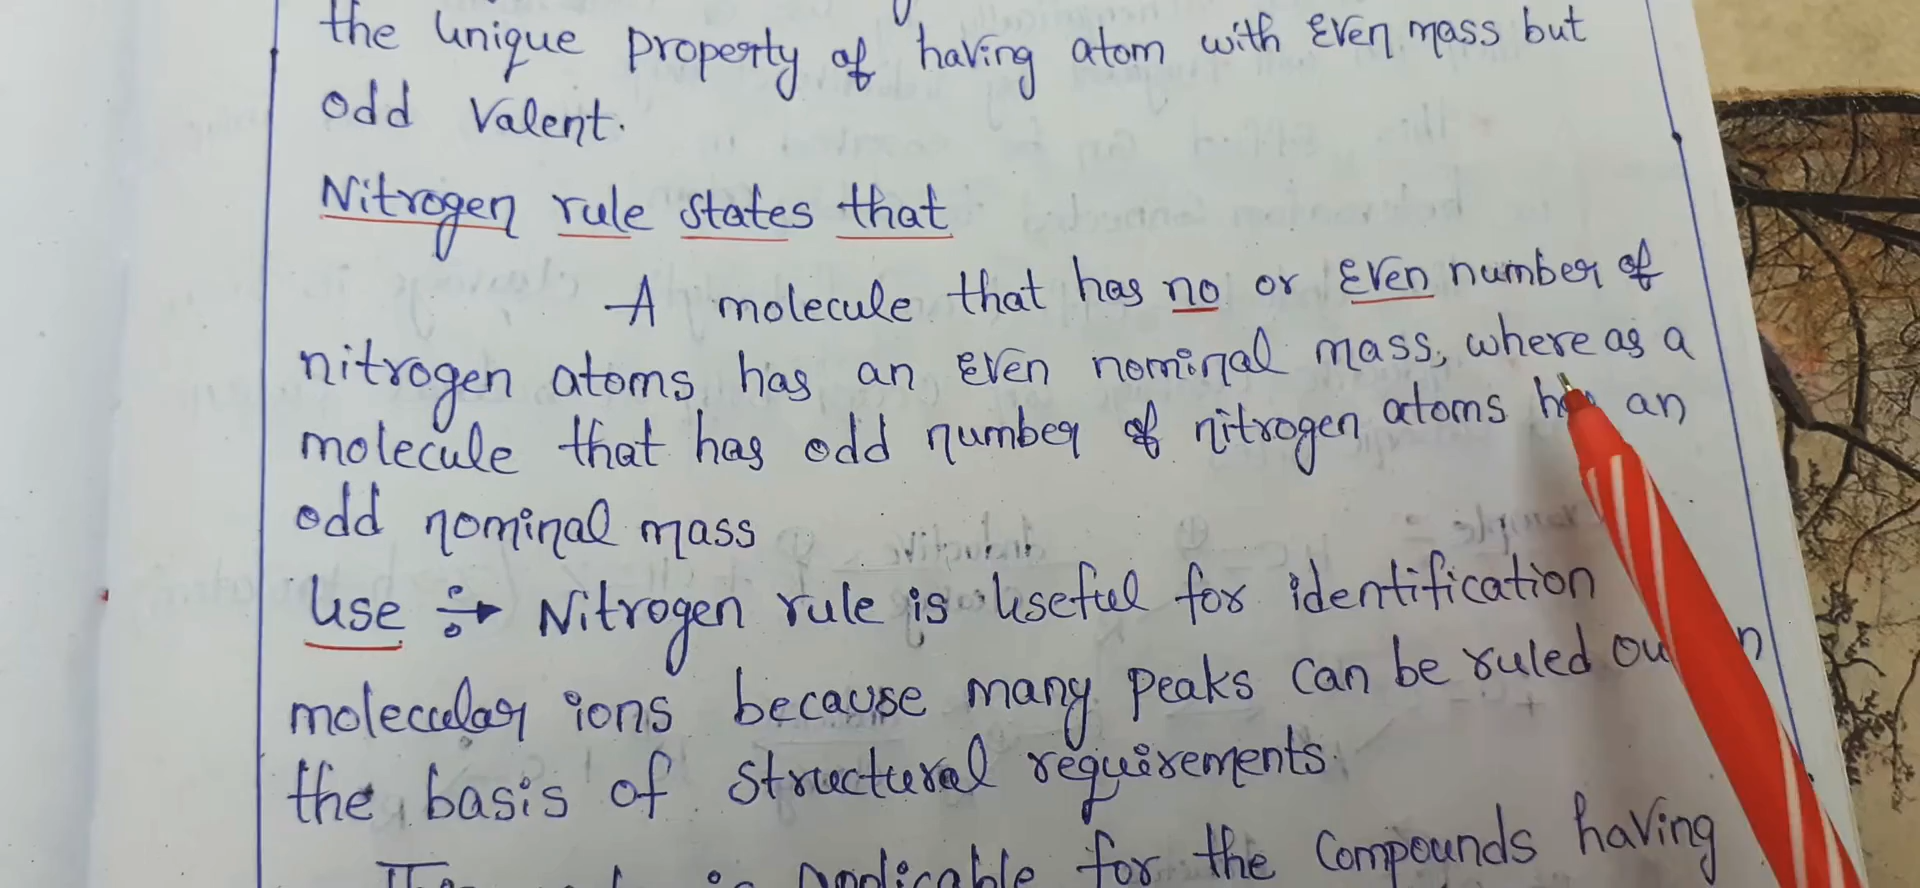 the unique property of having atom with even mass but
odd valent.
Nitrogen rule states that
A molecule that has no or even number of
nitrogen atoms has an even nominal mass, where as a
molecule that has odd number of nitrogen atoms an
odd nominal mass
Use :→ Nitrogen rule is useful for identification
molecular ions because many peaks can be ruled
the basis of structural requirements.
is applicable for the compounds having